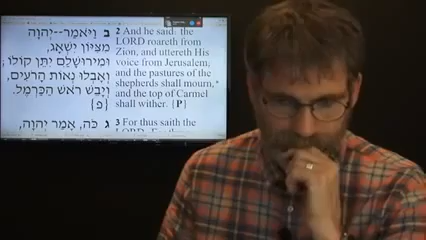 ב וַיֹּאמַר--יְהוָה
מִצִּיּוֹן יִשְׁאָג,
וּמִירוּשָׁלִַם יִתֵּן קוֹלוֹ;
וְאָבְלוּ נְאוֹת הָרֹעִים,
וְיָבֵשׁ רֹאשׁ הַכַּרְמֶל.
{פ}
2 And he said: the
LORD roareth from
Zion, and uttereth His
voice from Jerusalem;
and the pastures of the
shepherds shall mourn,
and the top of Carmel
shall wither. {P}
ג כֹּה, אָמַר יְהוָה,
3 For thus saith the